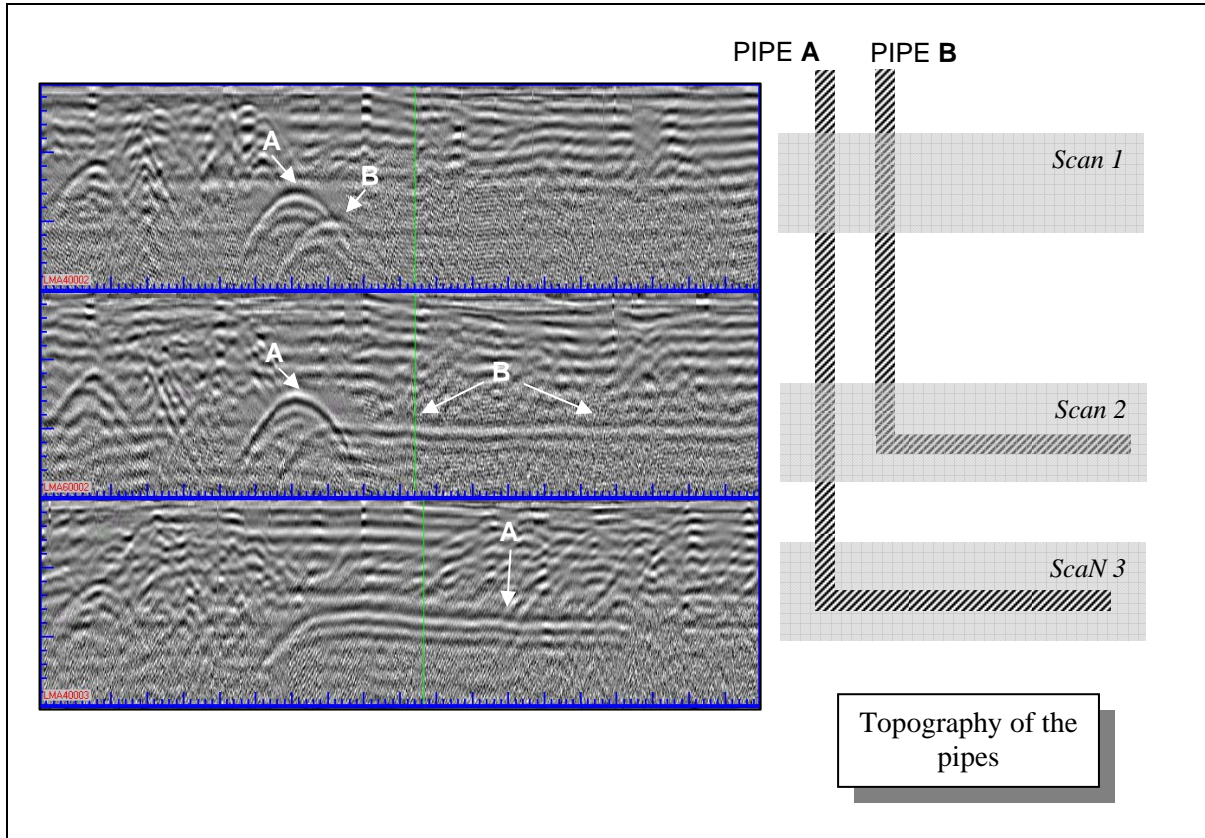 PIPE A PIPE B
A
B
Scan 1
LMA40002
A
B
Scan 2
LMA60002
A
ScaN 3
LMA40003
Topography of the
pipes